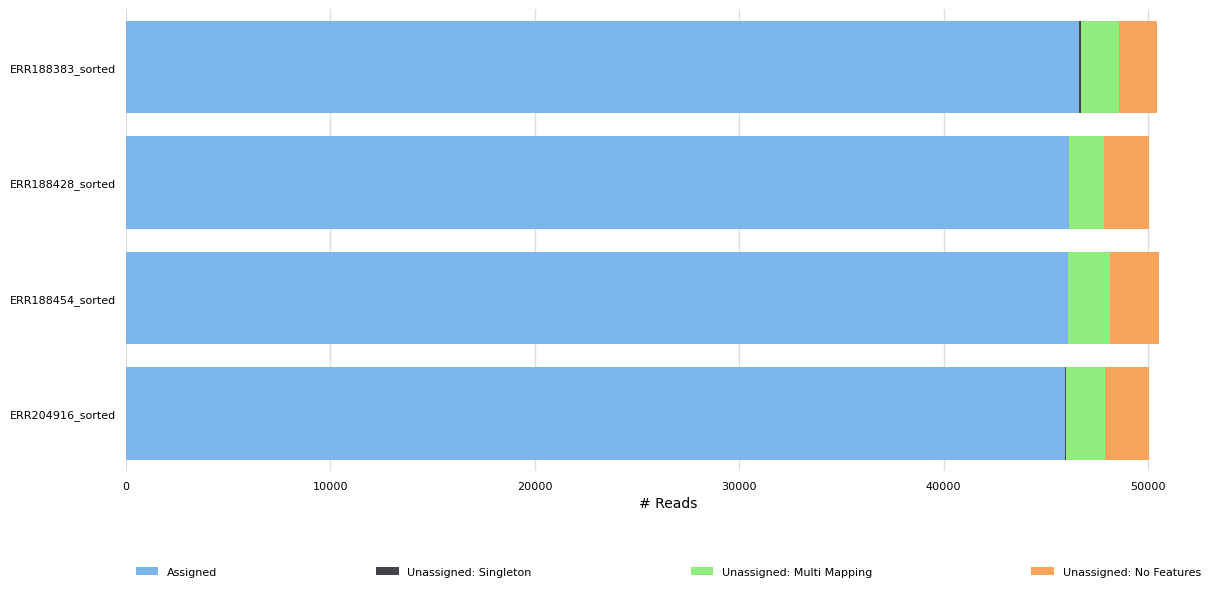 ERR188383_sorted
ERR188428_sorted
ERR188454_sorted
ERR204916_sorted
0 10000 20000 30000 40000 50000
# Reads
Assigned Unassigned: Singleton Unassigned: Multi Mapping Unassigned: No Features